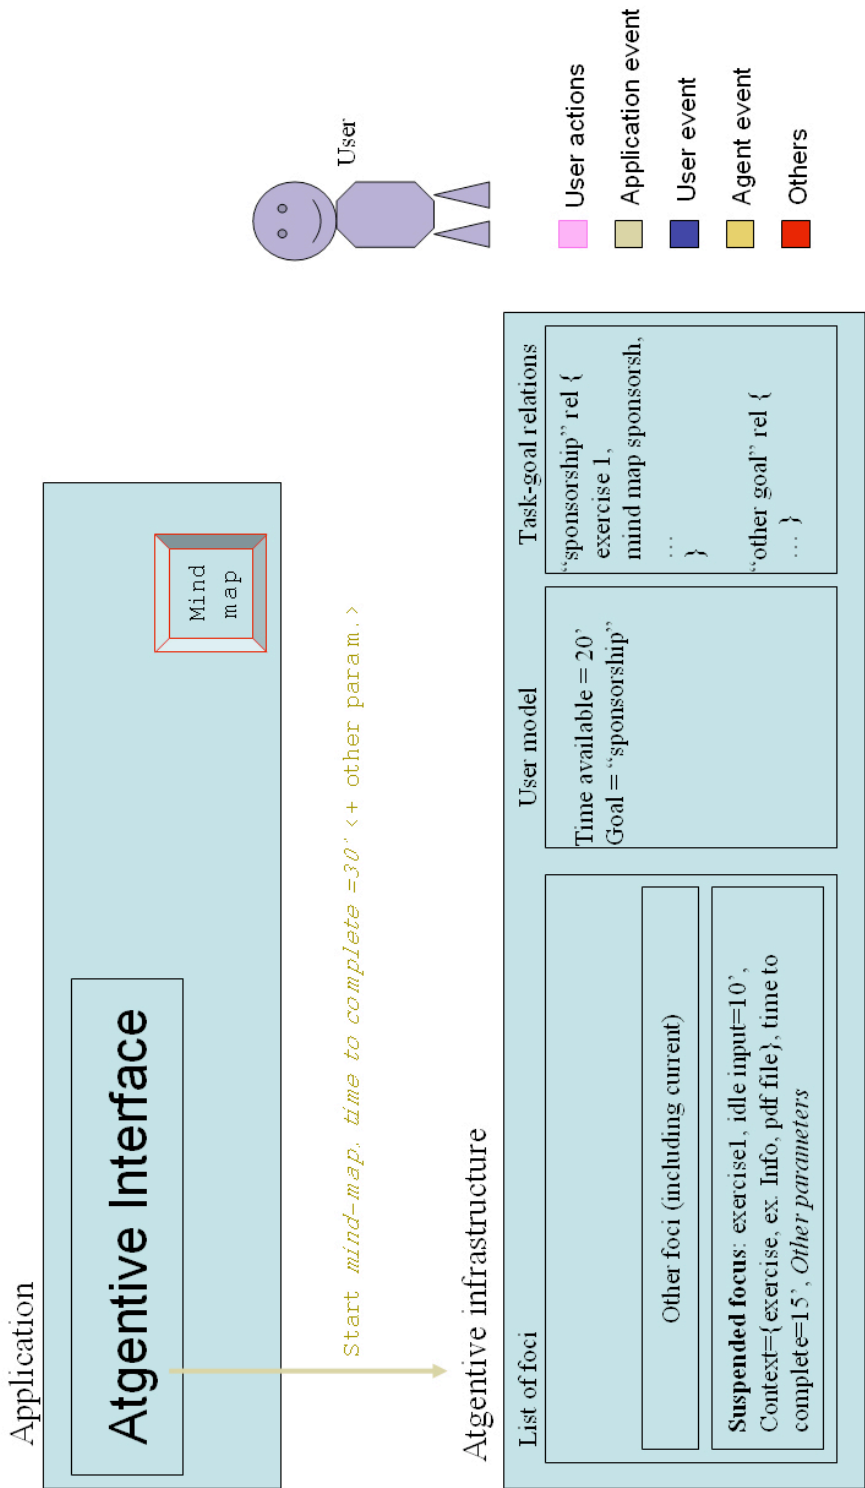 Application
Atgentive Interface
Mind
map
Start mind-map, time to complete =30’ <+ other param.>
User
Atgentive infrastructure
List of foci
Other foci (including current)
Suspended focus: exercise1, idle input=10’,
Context={exercise, ex. Info, pdf file}, time to
complete=15’, Other parameters
User model
Time available = 20’
Goal = “sponsorship”
Task-goal relations
“sponsorship” rel {
exercise 1,
mind map sponsorsh,
…
}
“other goal” rel {
… }
User actions
Application event
User event
Agent event
Others